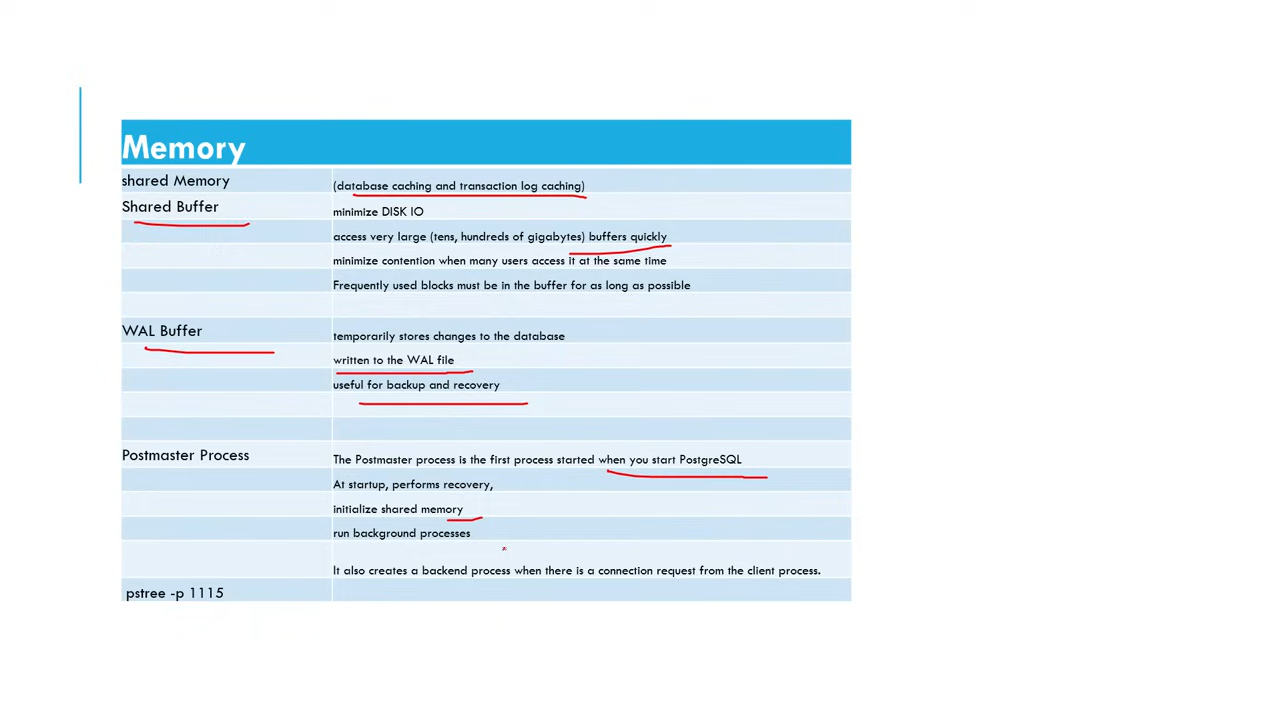 Memory
shared Memory (database caching and transaction log caching)
Shared Buffer minimize DISK IO
access very large (tens, hundreds of gigabytes) buffers quickly
minimize contention when many users access it at the same time
Frequently used blocks must be in the buffer for as long as possible
WAL Buffer temporarily stores changes to the database
written to the WAL file
useful for backup and recovery
Postmaster Process The Postmaster process is the first process started when you start PostgreSQL
At startup, performs recovery,
initialize shared memory
run background processes
It also creates a backend process when there is a connection request from the client process.
pstree -p 1115